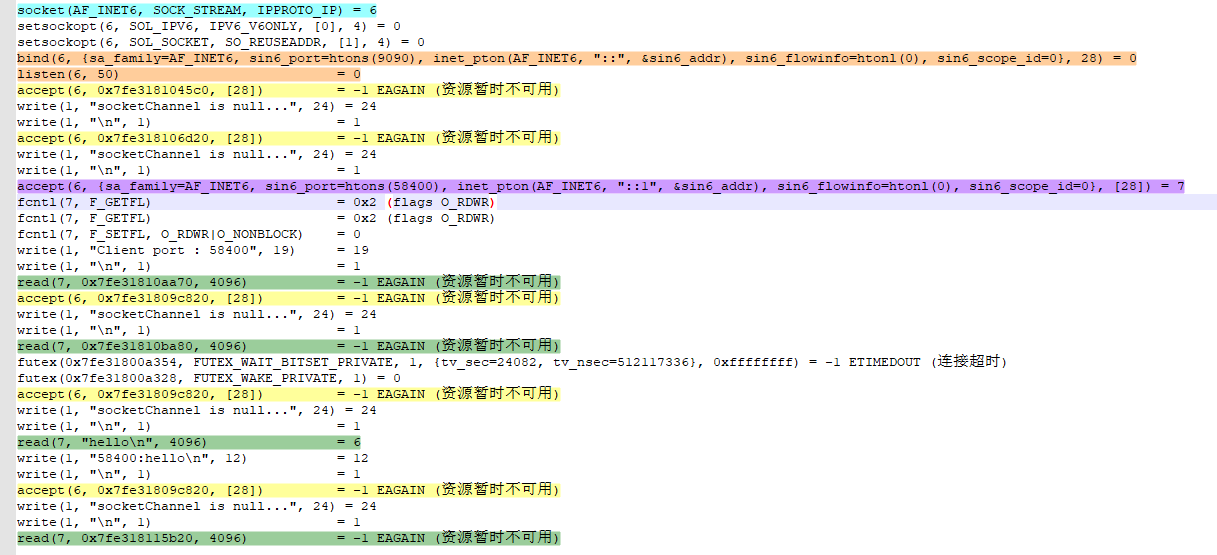 socket(AF_INET6, SOCK_STREAM, IPPROTO_IP) = 6
setsockopt(6, SOL_IPV6, IPV6_V6ONLY, [0], 4) = 0
setsockopt(6, SOL_SOCKET, SO_REUSEADDR, [1], 4) = 0
bind(6, {sa_family=AF_INET6, sin6_port=htons(9090), inet_pton(AF_INET6, "::", &sin6_addr), sin6_flowinfo=htonl(0), sin6_scope_id=0}, 28) = 0
listen(6, 50) = 0
accept(6, 0x7fe3181045c0, [28]) = -1 EAGAIN (资源暂时不可用)
write(1, "socketChannel is null...", 24) = 24
write(1, "\n", 1) = 1
accept(6, 0x7fe318106d20, [28]) = -1 EAGAIN (资源暂时不可用)
write(1, "socketChannel is null...", 24) = 24
write(1, "\n", 1) = 1
accept(6, {sa_family=AF_INET6, sin6_port=htons(58400), inet_pton(AF_INET6, "::1", &sin6_addr), sin6_flowinfo=htonl(0), sin6_scope_id=0}, [28]) = 7
fcntl(7, F_GETFL) = 0x2 (flags O_RDWR)
fcntl(7, F_GETFL) = 0x2 (flags O_RDWR)
fcntl(7, F_SETFL, O_RDWR|O_NONBLOCK) = 0
write(1, "Client port : 58400", 19) = 19
write(1, "\n", 1) = 1
read(7, 0x7fe31810aa70, 4096) = -1 EAGAIN (资源暂时不可用)
accept(6, 0x7fe31809c820, [28]) = -1 EAGAIN (资源暂时不可用)
write(1, "socketChannel is null...", 24) = 24
write(1, "\n", 1) = 1
read(7, 0x7fe31810ba80, 4096) = -1 EAGAIN (资源暂时不可用)
futex(0x7fe31800a354, FUTEX_WAIT_BITSET_PRIVATE, 1, {tv_sec=24082, tv_nsec=512117336}, 0xffffffff) = -1 ETIMEDOUT (连接超时)
futex(0x7fe31800a328, FUTEX_WAKE_PRIVATE, 1) = 0
accept(6, 0x7fe31809c820, [28]) = -1 EAGAIN (资源暂时不可用)
write(1, "socketChannel is null...", 24) = 24
write(1, "\n", 1) = 1
read(7, "hello\n", 4096) = 6
write(1, "58400:hello\n", 12) = 12
write(1, "\n", 1) = 1
accept(6, 0x7fe31809c820, [28]) = -1 EAGAIN (资源暂时不可用)
write(1, "socketChannel is null...", 24) = 24
write(1, "\n", 1) = 1
read(7, 0x7fe318115b20, 4096) = -1 EAGAIN (资源暂时不可用)